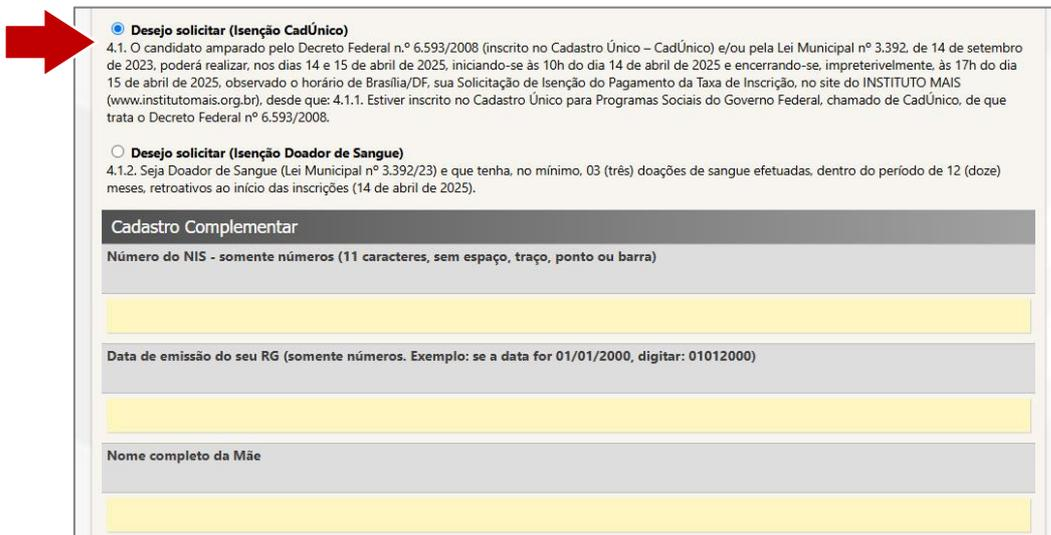 Desejo solicitar (Isenção CadÚnico)
4.1. O candidato amparado pelo Decreto Federal n.º 6.593/2008 (inscrito no Cadastro Único – CadÚnico) e/ou pela Lei Municipal nº 3.392, de 14 de setembro
de 2023, poderá realizar, nos dias 14 e 15 de abril de 2025, iniciando-se às 10h do dia 14 de abril de 2025 e encerrando-se, impreterivelmente, às 17h do dia
15 de abril de 2025, observado o horário de Brasília/DF, sua Solicitação de Isenção do Pagamento da Taxa de Inscrição, no site do INSTITUTO MAIS
(www.institutomais.org.br), desde que: 4.1.1. Estiver inscrito no Cadastro Único para Programas Sociais do Governo Federal, chamado de CadÚnico, de que
trata o Decreto Federal nº 6.593/2008.
Desejo solicitar (Isenção Doador de Sangue)
4.1.2. Seja Doador de Sangue (Lei Municipal nº 3.392/23) e que tenha, no mínimo, 03 (três) doações de sangue efetuadas, dentro do período de 12 (doze)
meses, retroativos ao início das inscrições (14 de abril de 2025).
Cadastro Complementar
Número do NIS - somente números (11 caracteres, sem espaço, traço, ponto ou barra)
Data de emissão do seu RG (somente números. Exemplo: se a data for 01/01/2000, digitar: 01012000)
Nome completo da Mãe